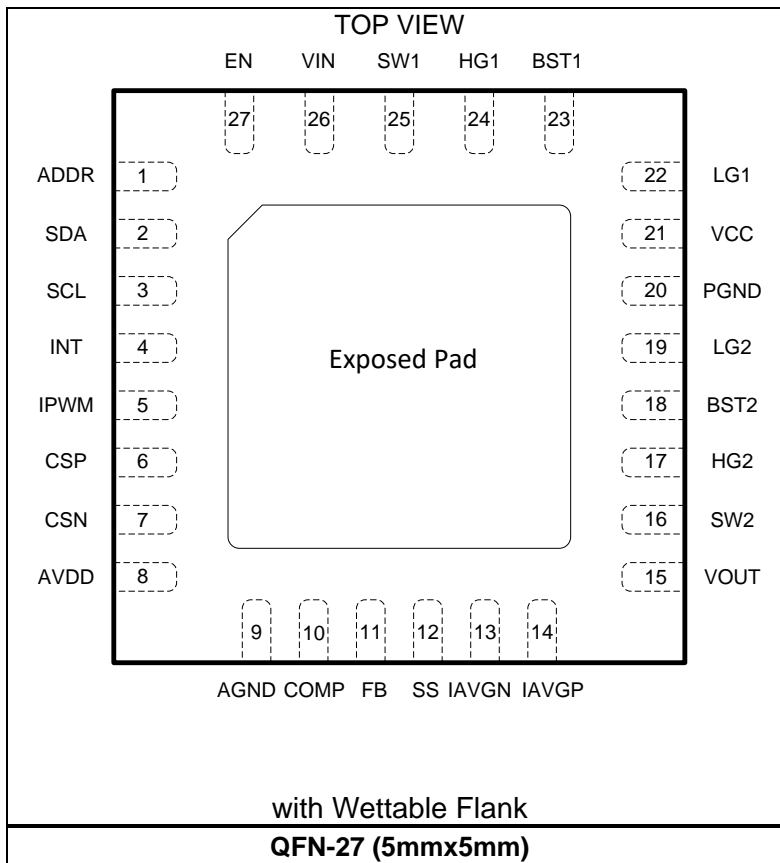 TOP VIEW
EN VIN SW1 HG1 BST1
27 26 25 24 23
ADDR 1 22 LG1
SDA 2 21 VCC
SCL 3 20 PGND
INT 4 19 LG2
Exposed Pad
IPWM 5 18 BST2
CSP 6 17 HG2
CSN 7 16 SW2
AVDD 8 15 VOUT
9 10 11 12 13 14
AGND COMP FB SS IAVGN IAVGP
with Wettable Flank
QFN-27 (5mmx5mm)